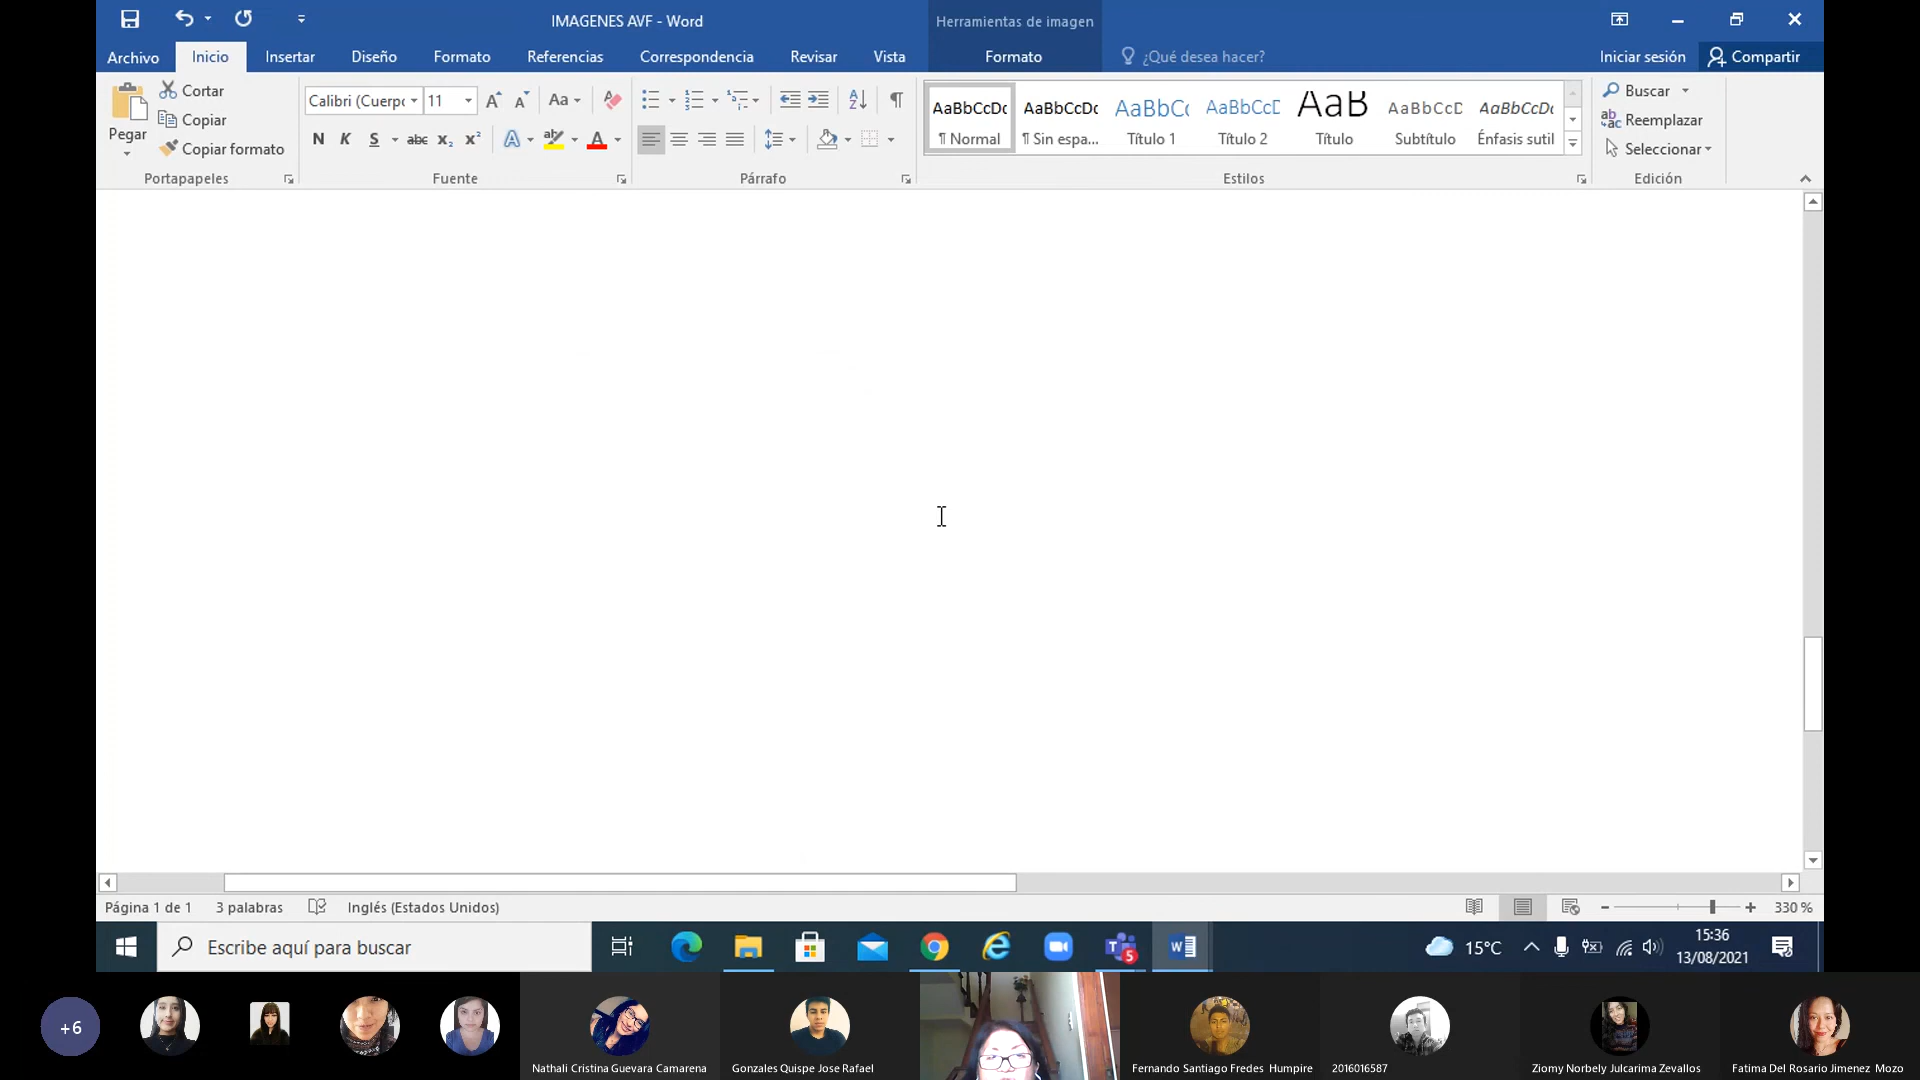 IMAGENES AVF - Word
Herramientas de imagen
Archivo Inicio Insertar Diseño Formato Referencias Correspondencia Revisar Vista Formato ¿Qué desea hacer? Iniciar sesión Compartir
Pegar
Cortar
Copiar
Copiar formato
Portapapeles
Calibri (Cuerpo 11
N K S abc x₂ x²
Aa
Fuente
Párrafo
AaBbCcDc AaBbCcDc AaBbCc AaBbCcD AaB AaBbCcD AaBbCcDc
¶ Normal ¶ Sin espa... Título 1 Título 2 Título Subtítulo Énfasis sutil
Estilos
Buscar
Reemplazar
Seleccionar
Edición
Página 1 de 1 3 palabras Inglés (Estados Unidos) 330 %
Escribe aquí para buscar
5
15°C
15:36
13/08/2021
+6
Nathali Cristina Guevara Camarena
Gonzales Quispe Jose Rafael
Fernando Santiago Fredes Humpire
2016016587
Ziomy Norbely Julcarima Zevallos
Fatima Del Rosario Jimenez Mozo